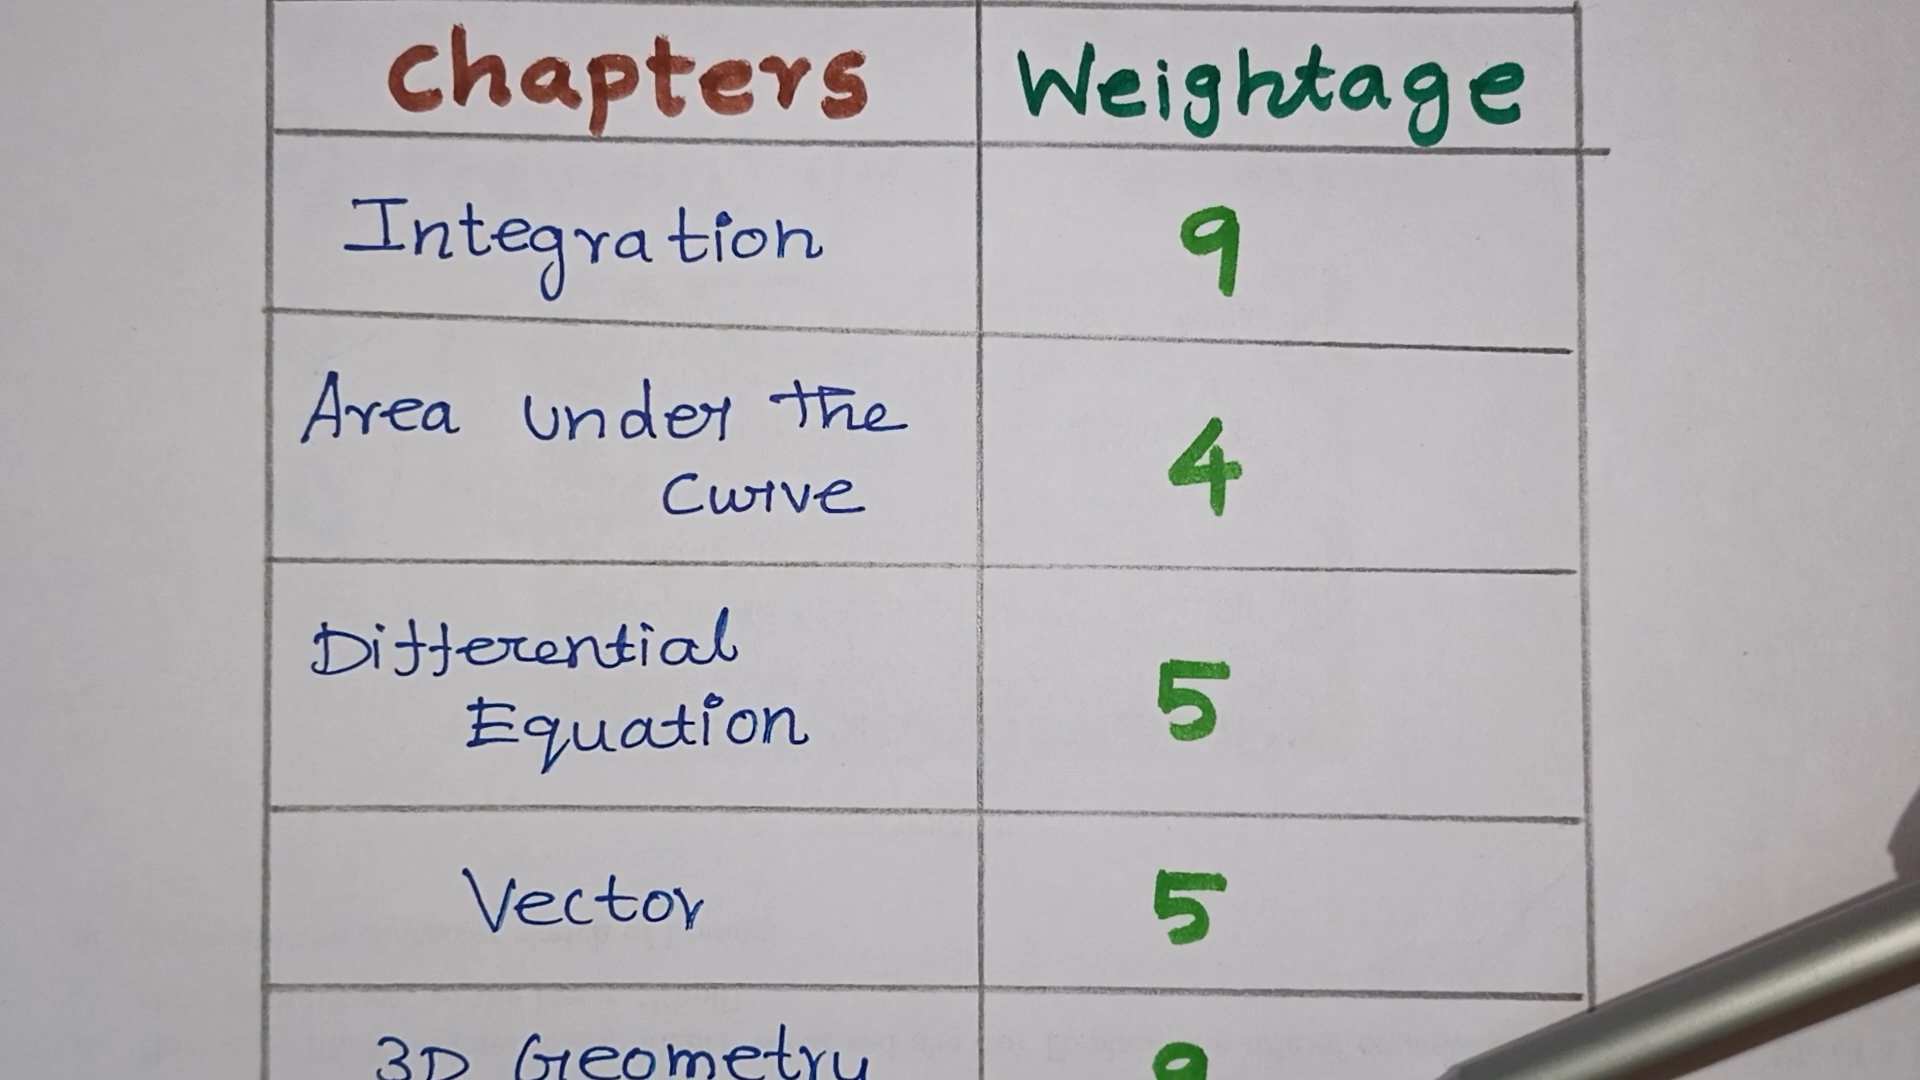 Chapters Weightage
Integration 9
Area under the
Curve 4
Differential
Equation 5
Vector 5
3D Geometry